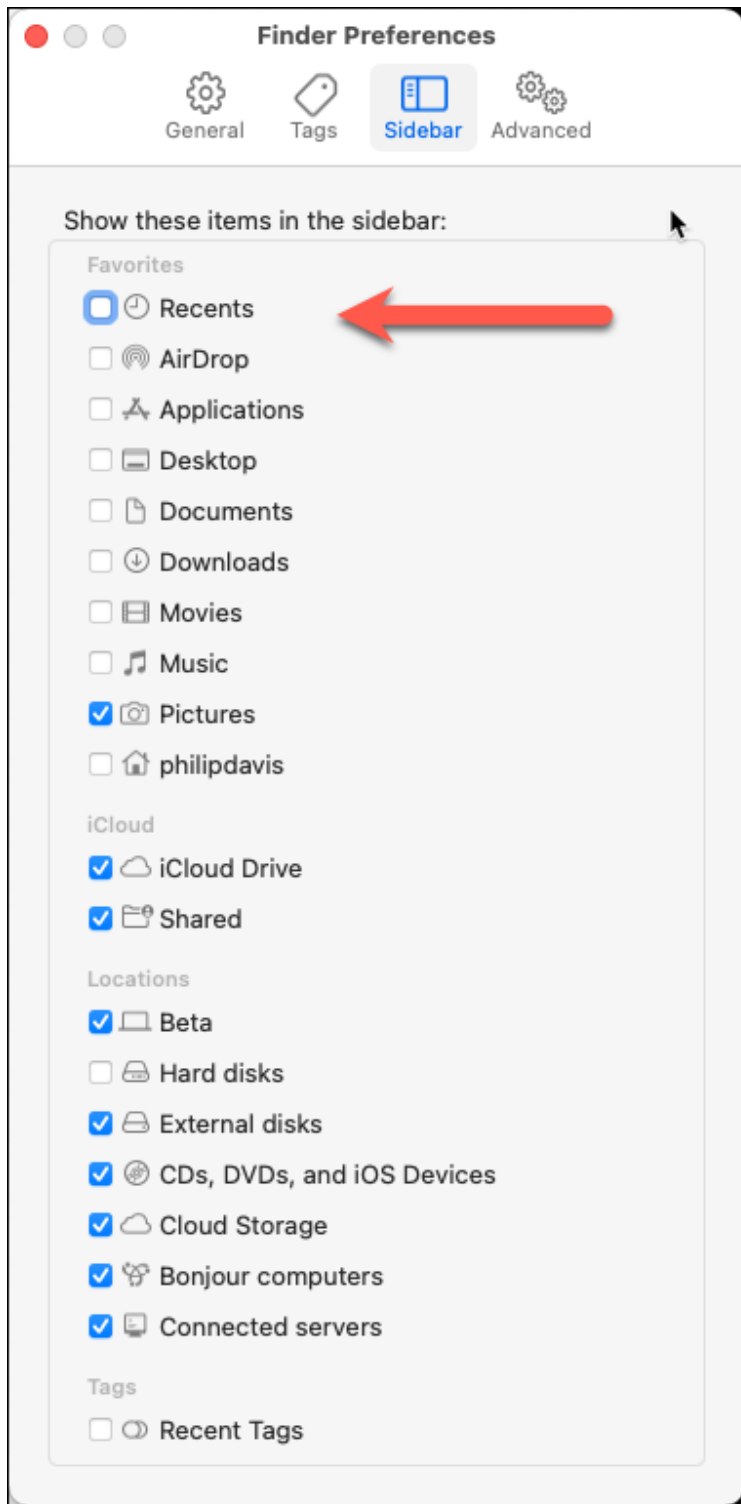 Finder Preferences
General Tags Sidebar Advanced
Show these items in the sidebar:
Favorites
Recents
AirDrop
Applications
Desktop
Documents
Downloads
Movies
Music
Pictures
philipdavis
iCloud
iCloud Drive
Shared
Locations
Beta
Hard disks
External disks
CDs, DVDs, and iOS Devices
Cloud Storage
Bonjour computers
Connected servers
Tags
Recent Tags